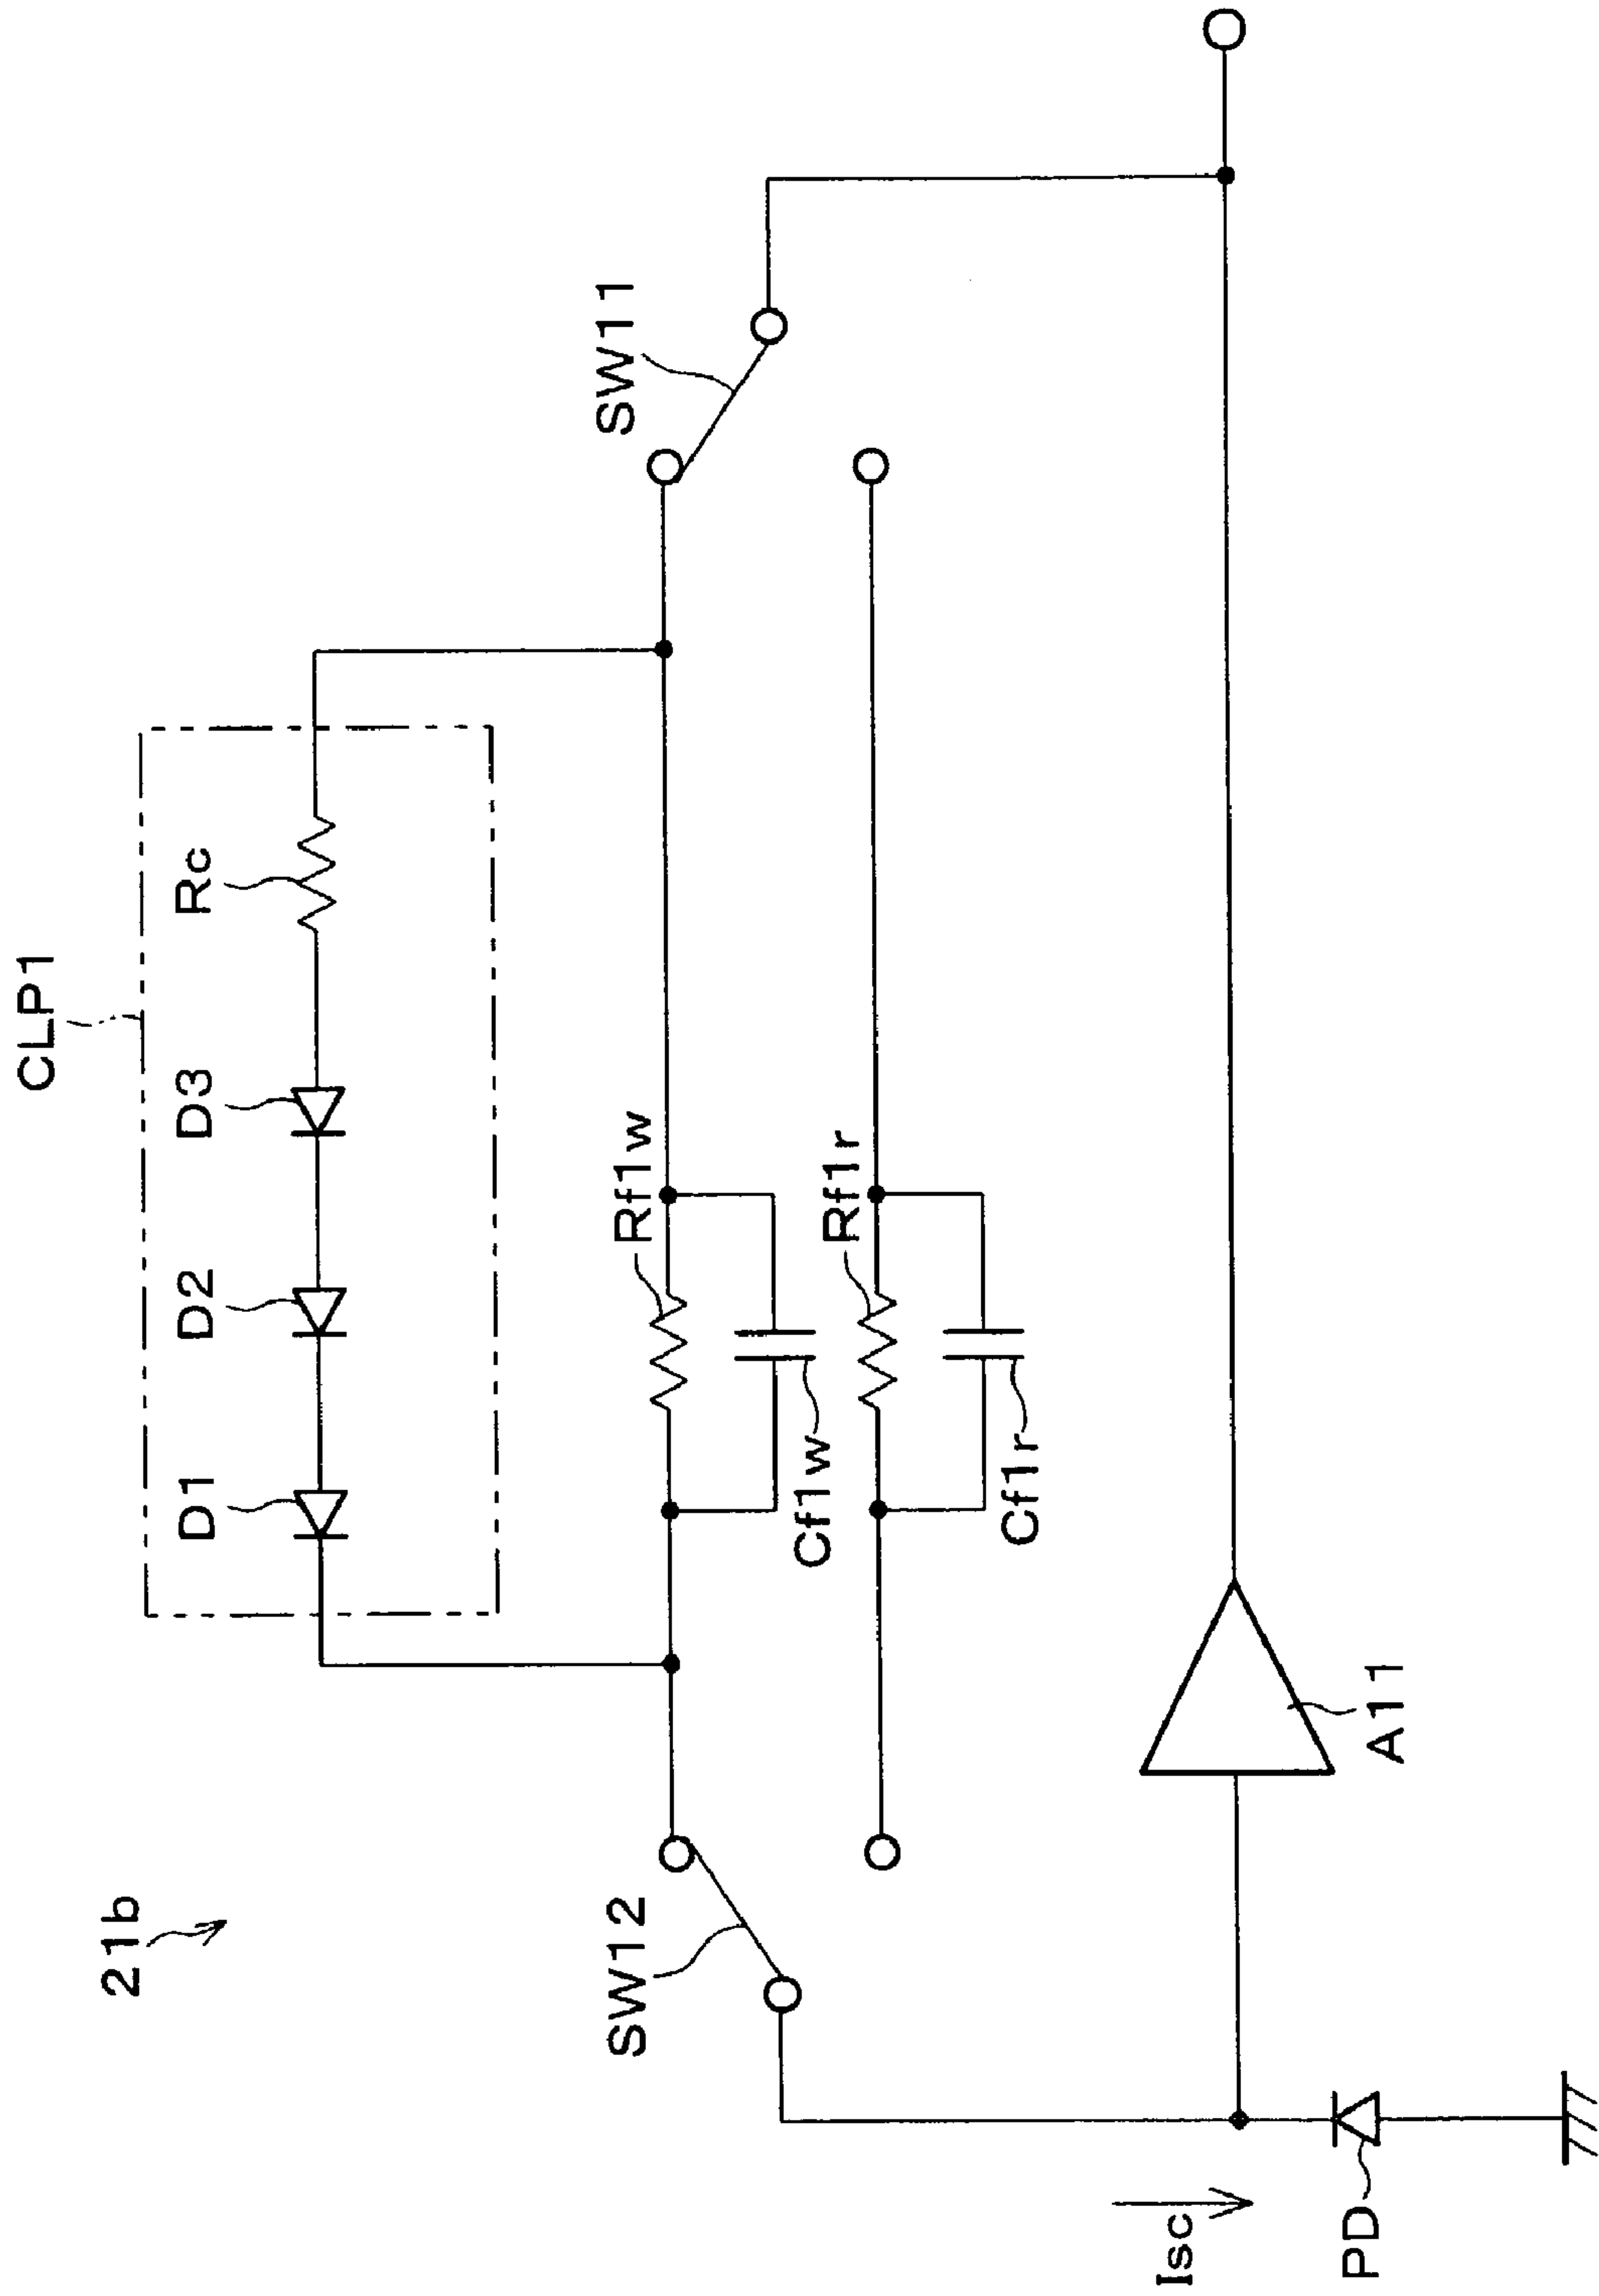 21b
CLP1
D1
D2
D3
Rc
SW12
SW11
Rf1w
Cf1w
Rf1r
Cf1r
A11
Isc
PD